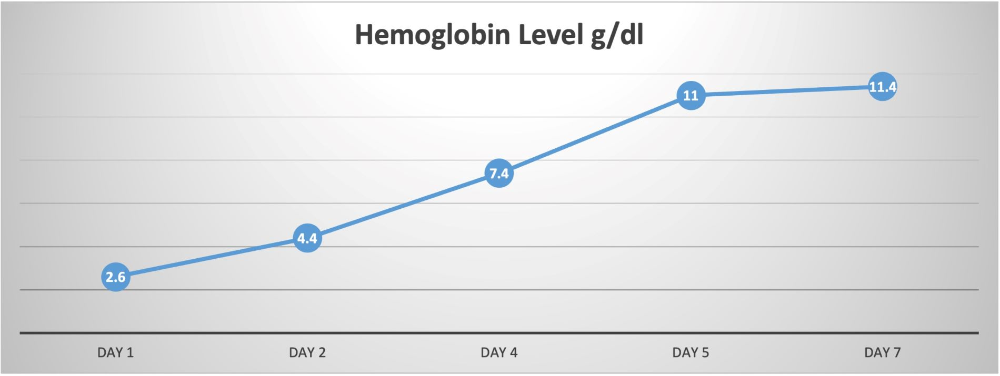 Hemoglobin Level g/dl
11.4
11
7.4
4.4
2.6
DAY 1 DAY 2 DAY 4 DAY 5 DAY 7